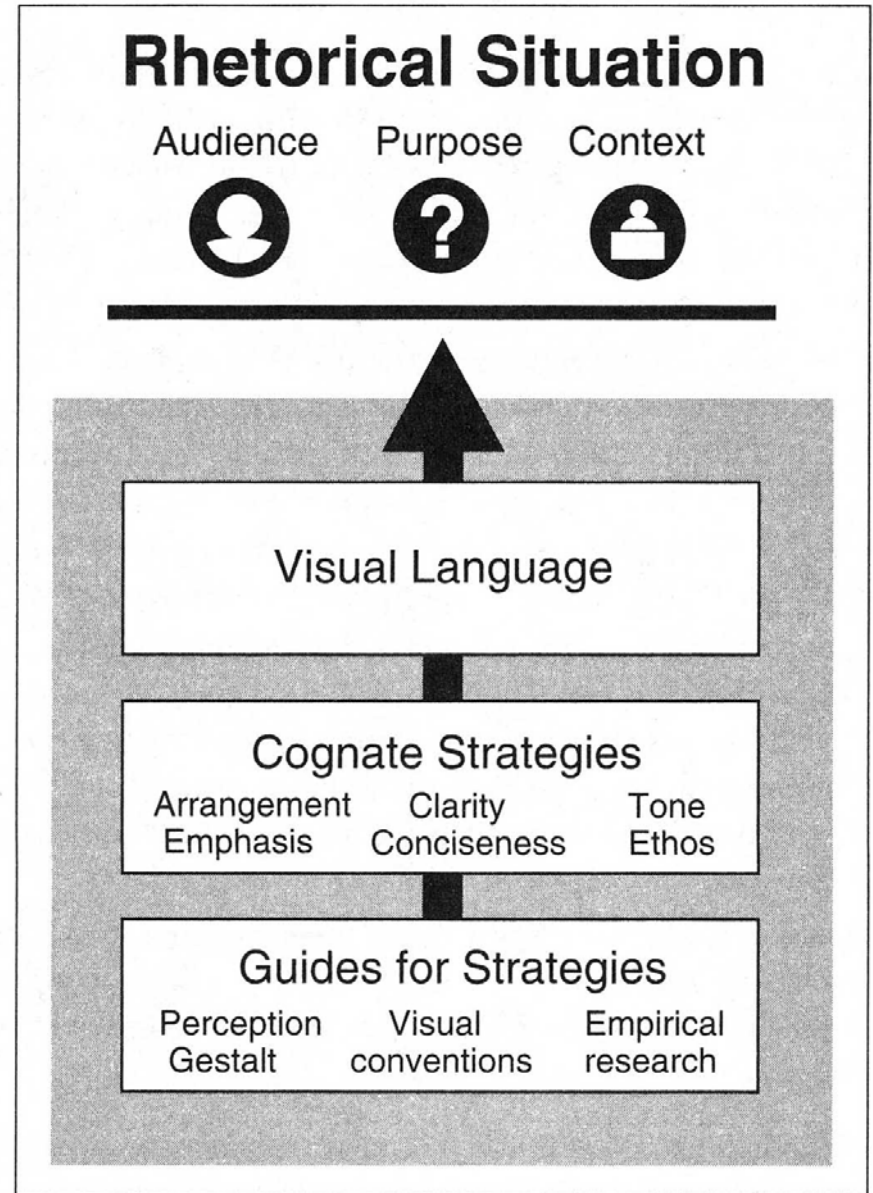 Rhetorical Situation
Audience Purpose Context
?
Visual Language
Cognate Strategies
Arrangement Clarity Tone
Emphasis Conciseness Ethos
Guides for Strategies
Perception Visual Empirical
Gestalt conventions research